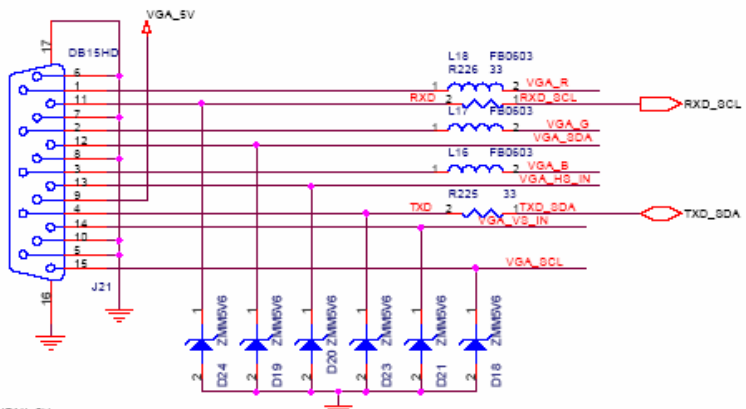 VGA_5V
17
DB15HD
L18 FB0603
6
R226 33
1
1
2
VGA_R
11
RXD
2
1
RXD_SCL
RXD_SCL
7
L17 FB0603
2
1
2
VGA_G
12
VGA_SDA
8
L16 FB0603
3
1
2
VGA_B
13
VGA_HS_IN
9
R225 33
4
TXD
2
1
TXD_SDA
TXD_SDA
14
VGA_VS_IN
10
5
15
VGA_SCL
16
J21
1
ZMM5V6
2
D24
1
ZMM5V6
2
D19
1
ZMM5V6
2
D20
1
ZMM5V6
2
D23
1
ZMM5V6
2
D21
1
ZMM5V6
2
D18